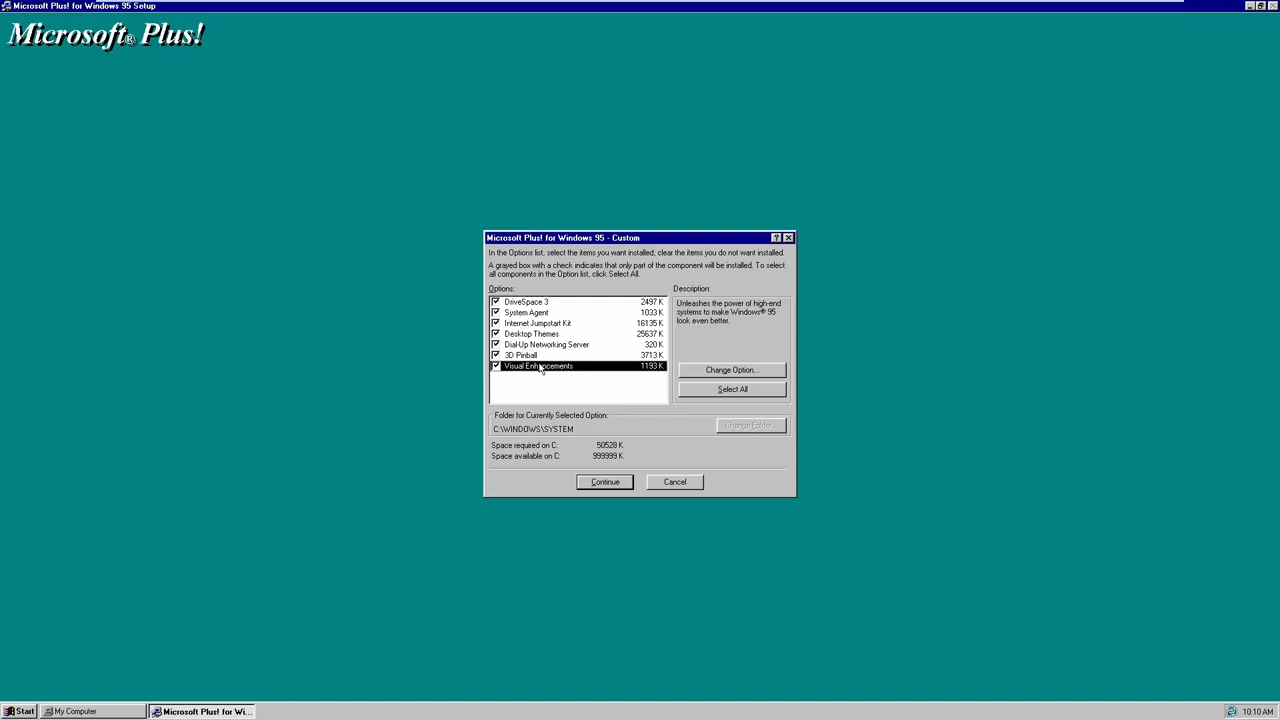 Microsoft Plus! for Windows 95 Setup
Microsoft® Plus!
Microsoft Plus! for Windows 95 - Custom
In the Options list, select the items you want installed; clear the items you do not want installed.
A grayed box with a check indicates that only part of the component will be installed. To select
all components in the Option list, click Select All.
Options:
Description:
DriveSpace 3 2497 K
System Agent 1033 K
Internet Jumpstart Kit 16135 K
Desktop Themes 25637 K
Dial-Up Networking Server 320 K
3D Pinball 3713 K
Visual Enhancements 1193 K
Unleashes the power of high-end
systems to make Windows® 95
look even better.
Change Option...
Select All
Folder for Currently Selected Option:
C:\WINDOWS\SYSTEM
Change Folder...
Space required on C: 50528 K
Space available on C: 999999 K
Continue
Cancel
Start
My Computer
Microsoft Plus! for Wi...
10:10 AM